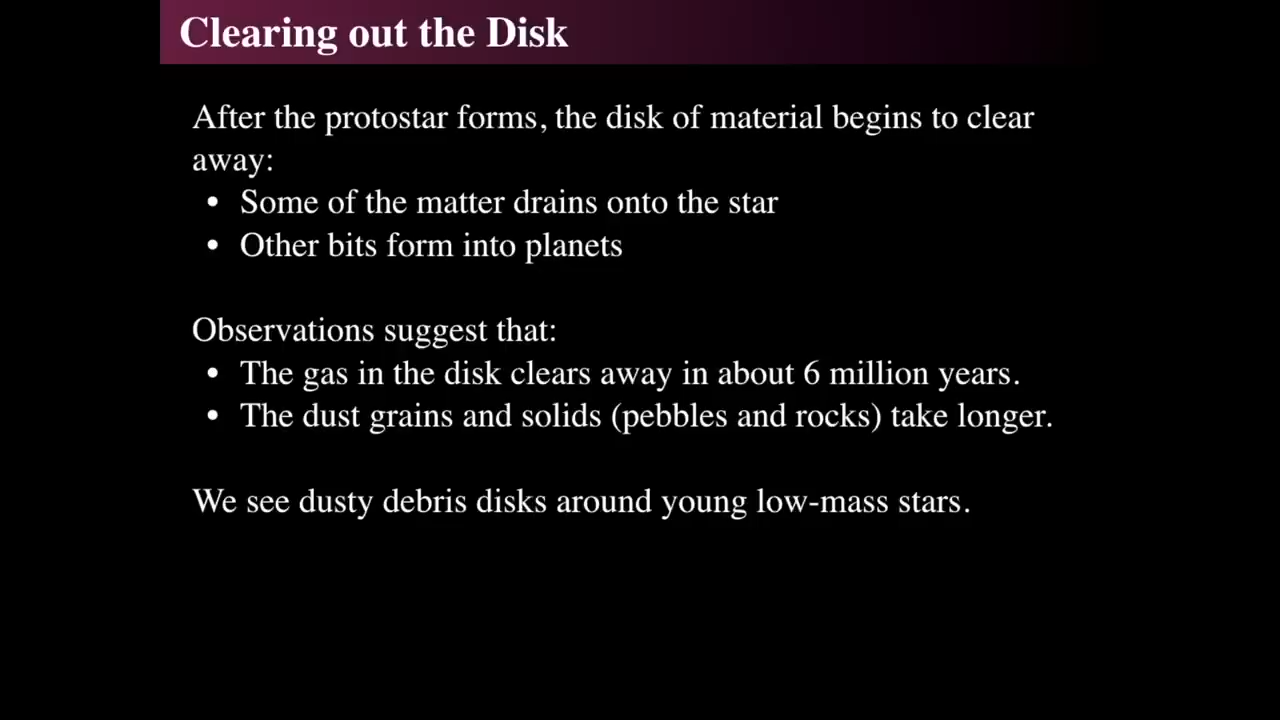 Clearing out the Disk
After the protostar forms, the disk of material begins to clear
away:
• Some of the matter drains onto the star
• Other bits form into planets
Observations suggest that:
• The gas in the disk clears away in about 6 million years.
• The dust grains and solids (pebbles and rocks) take longer.
We see dusty debris disks around young low-mass stars.